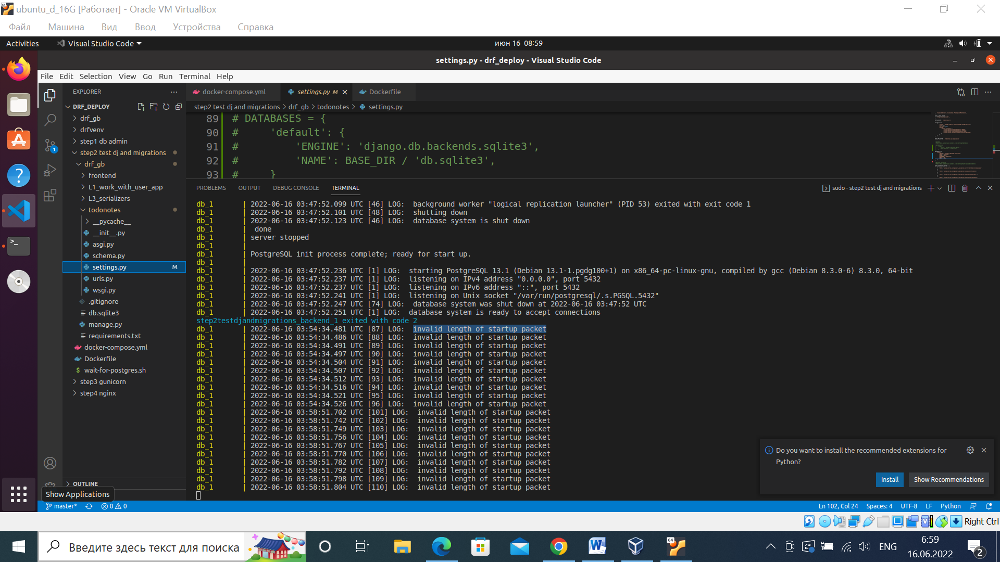 ubuntu_d_16G [Работает] - Oracle VM VirtualBox
Файл Машина Вид Ввод Устройства Справка
Activities Visual Studio Code июн 16 08:59
settings.py - drf_deploy - Visual Studio Code
File Edit Selection View Go Run Terminal Help
EXPLORER
DRF_DEPLOY
drf_gb
drfvenv
step1 db admin
step2 test dj and migrations
drf_gb
frontend
L1_work_with_user_app
L3_serializers
todonotes
__pycache__
__init__.py
asgi.py
schema.py
settings.py M
urls.py
wsgi.py
.gitignore
db.sqlite3
manage.py
requirements.txt
docker-compose.yml
Dockerfile
$ wait-for-postgres.sh
step3 gunicorn
step4 nginx
OUTLINE
Show Applications
1
docker-compose.yml settings.py M Dockerfile
step2 test dj and migrations > drf_gb > todonotes > settings.py
89 # DATABASES = {
90 #     'default': {
91 #         'ENGINE': 'django.db.backends.sqlite3',
92 #         'NAME': BASE_DIR / 'db.sqlite3',
93 #     }
PROBLEMS OUTPUT DEBUG CONSOLE TERMINAL sudo - step2 test dj and migrations
db_1 | 2022-06-16 03:47:52.099 UTC [46] LOG:  background worker "logical replication launcher" (PID 53) exited with exit code 1
db_1 | 2022-06-16 03:47:52.101 UTC [48] LOG:  shutting down
db_1 | 2022-06-16 03:47:52.123 UTC [46] LOG:  database system is shut down
db_1 |  done
db_1 | server stopped
db_1 |
db_1 | PostgreSQL init process complete; ready for start up.
db_1 |
db_1 | 2022-06-16 03:47:52.236 UTC [1] LOG:  starting PostgreSQL 13.1 (Debian 13.1-1.pgdg100+1) on x86_64-pc-linux-gnu, compiled by gcc (Debian 8.3.0-6) 8.3.0, 64-bit
db_1 | 2022-06-16 03:47:52.237 UTC [1] LOG:  listening on IPv4 address "0.0.0.0", port 5432
db_1 | 2022-06-16 03:47:52.237 UTC [1] LOG:  listening on IPv6 address "::", port 5432
db_1 | 2022-06-16 03:47:52.241 UTC [1] LOG:  listening on Unix socket "/var/run/postgresql/.s.PGSQL.5432"
db_1 | 2022-06-16 03:47:52.247 UTC [74] LOG:  database system was shut down at 2022-06-16 03:47:52 UTC
db_1 | 2022-06-16 03:47:52.251 UTC [1] LOG:  database system is ready to accept connections
step2testdjandmigrations_backend_1 exited with code 2
db_1 | 2022-06-16 03:54:34.481 UTC [87] LOG:  invalid length of startup packet
db_1 | 2022-06-16 03:54:34.486 UTC [88] LOG:  invalid length of startup packet
db_1 | 2022-06-16 03:54:34.491 UTC [89] LOG:  invalid length of startup packet
db_1 | 2022-06-16 03:54:34.497 UTC [90] LOG:  invalid length of startup packet
db_1 | 2022-06-16 03:54:34.504 UTC [91] LOG:  invalid length of startup packet
db_1 | 2022-06-16 03:54:34.507 UTC [92] LOG:  invalid length of startup packet
db_1 | 2022-06-16 03:54:34.512 UTC [93] LOG:  invalid length of startup packet
db_1 | 2022-06-16 03:54:34.516 UTC [94] LOG:  invalid length of startup packet
db_1 | 2022-06-16 03:54:34.521 UTC [95] LOG:  invalid length of startup packet
db_1 | 2022-06-16 03:54:34.526 UTC [96] LOG:  invalid length of startup packet
db_1 | 2022-06-16 03:58:51.702 UTC [101] LOG:  invalid length of startup packet
db_1 | 2022-06-16 03:58:51.742 UTC [102] LOG:  invalid length of startup packet
db_1 | 2022-06-16 03:58:51.749 UTC [103] LOG:  invalid length of startup packet
db_1 | 2022-06-16 03:58:51.756 UTC [104] LOG:  invalid length of startup packet
db_1 | 2022-06-16 03:58:51.767 UTC [105] LOG:  invalid length of startup packet
db_1 | 2022-06-16 03:58:51.770 UTC [106] LOG:  invalid length of startup packet
db_1 | 2022-06-16 03:58:51.782 UTC [107] LOG:  invalid length of startup packet
db_1 | 2022-06-16 03:58:51.792 UTC [108] LOG:  invalid length of startup packet
db_1 | 2022-06-16 03:58:51.798 UTC [109] LOG:  invalid length of startup packet
db_1 | 2022-06-16 03:58:51.804 UTC [110] LOG:  invalid length of startup packet
Do you want to install the recommended extensions for
Python?
Install Show Recommendations
master* 0 0 Ln 102, Col 24 Spaces: 4 UTF-8 LF Python
Right Ctrl
Введите здесь текст для поиска
64
ENG
6:59
16.06.2022
2